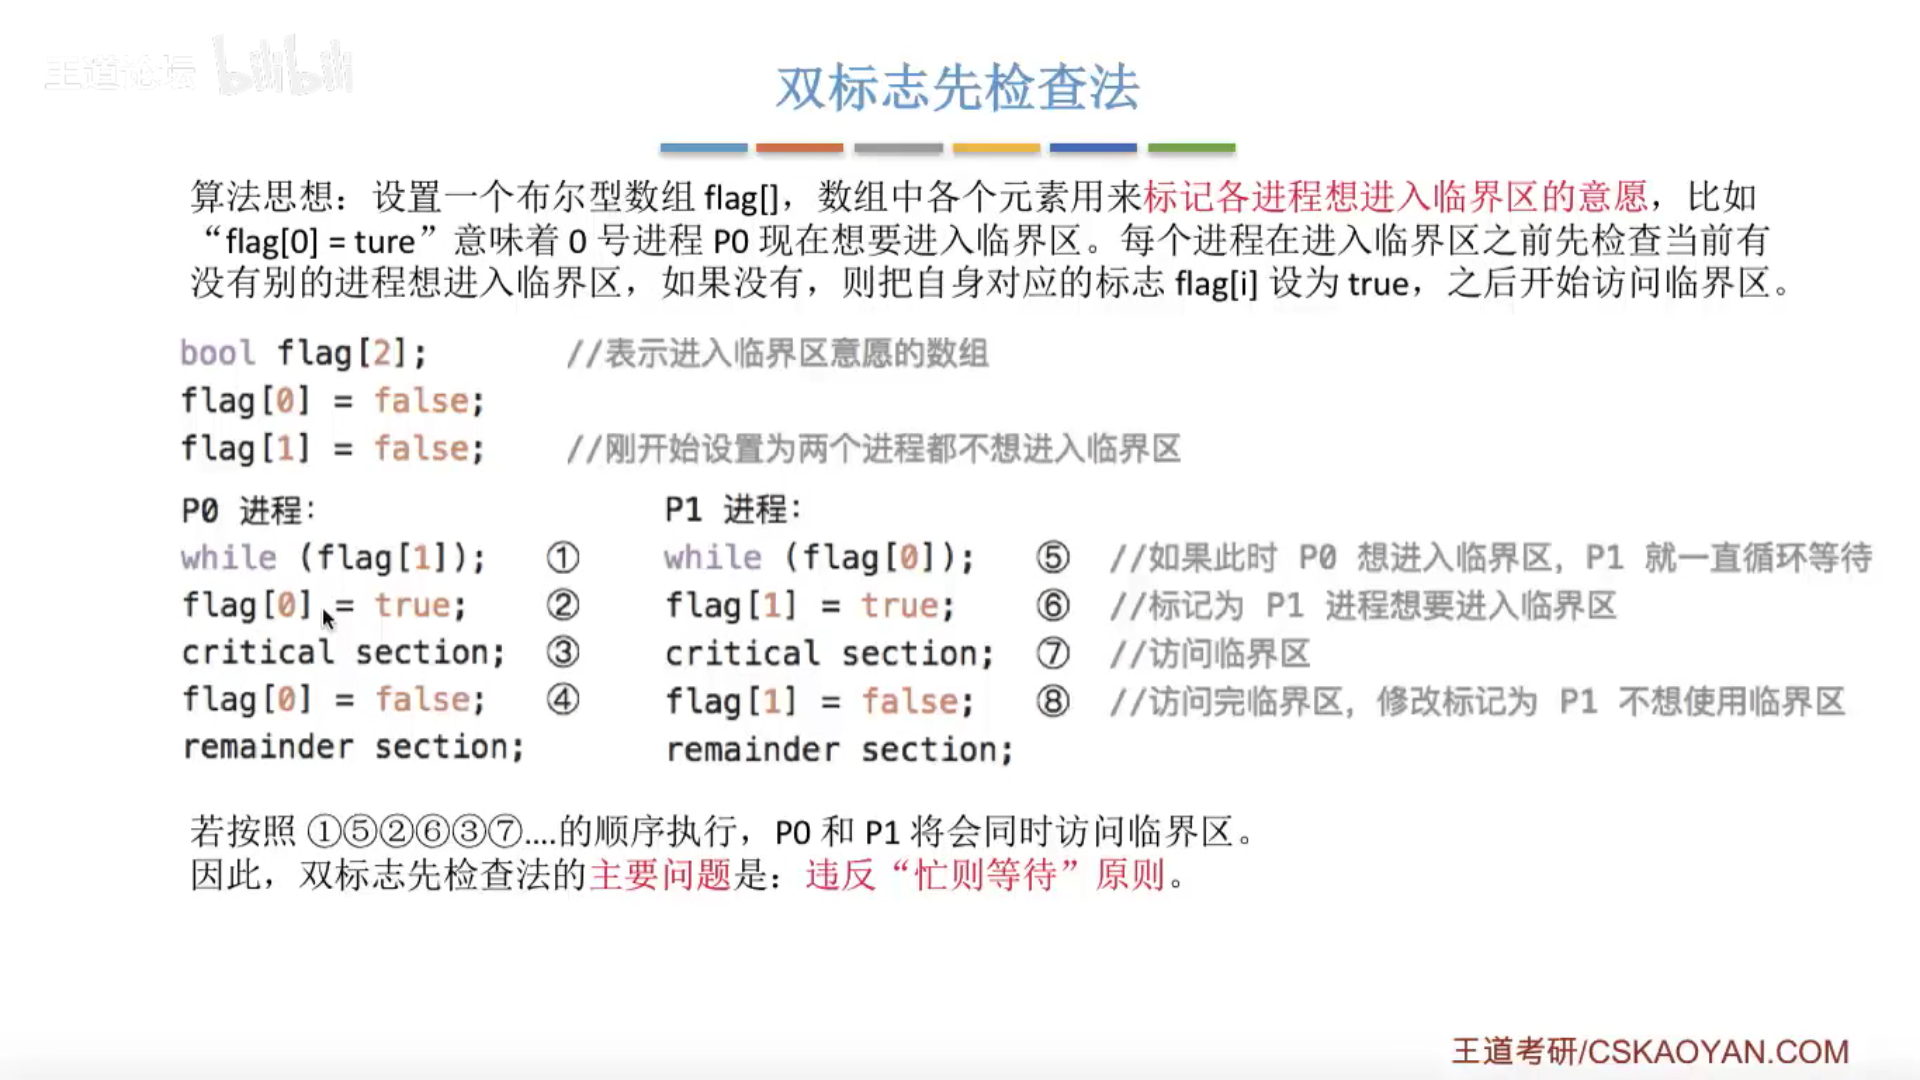 王道论坛 bilibili
双标志先检查法
算法思想：设置一个布尔型数组 flag[]，数组中各个元素用来标记各进程想进入临界区的意愿，比如
“flag[0] = ture”意味着 0 号进程 P0 现在想要进入临界区。每个进程在进入临界区之前先检查当前有
没有别的进程想进入临界区，如果没有，则把自身对应的标志 flag[i] 设为 true，之后开始访问临界区。
bool flag[2]; //表示进入临界区意愿的数组
flag[0] = false;
flag[1] = false; //刚开始设置为两个进程都不想进入临界区
P0 进程： P1 进程：
while (flag[1]); ① while (flag[0]); ⑤ //如果此时 P0 想进入临界区，P1 就一直循环等待
flag[0] = true; ② flag[1] = true; ⑥ //标记为 P1 进程想要进入临界区
critical section; ③ critical section; ⑦ //访问临界区
flag[0] = false; ④ flag[1] = false; ⑧ //访问完临界区，修改标记为 P1 不想使用临界区
remainder section; remainder section;
若按照 ①⑤②⑥③⑦....的顺序执行，P0 和 P1 将会同时访问临界区。
因此，双标志先检查法的主要问题是：违反“忙则等待”原则。
王道考研/CSKAOYAN.COM